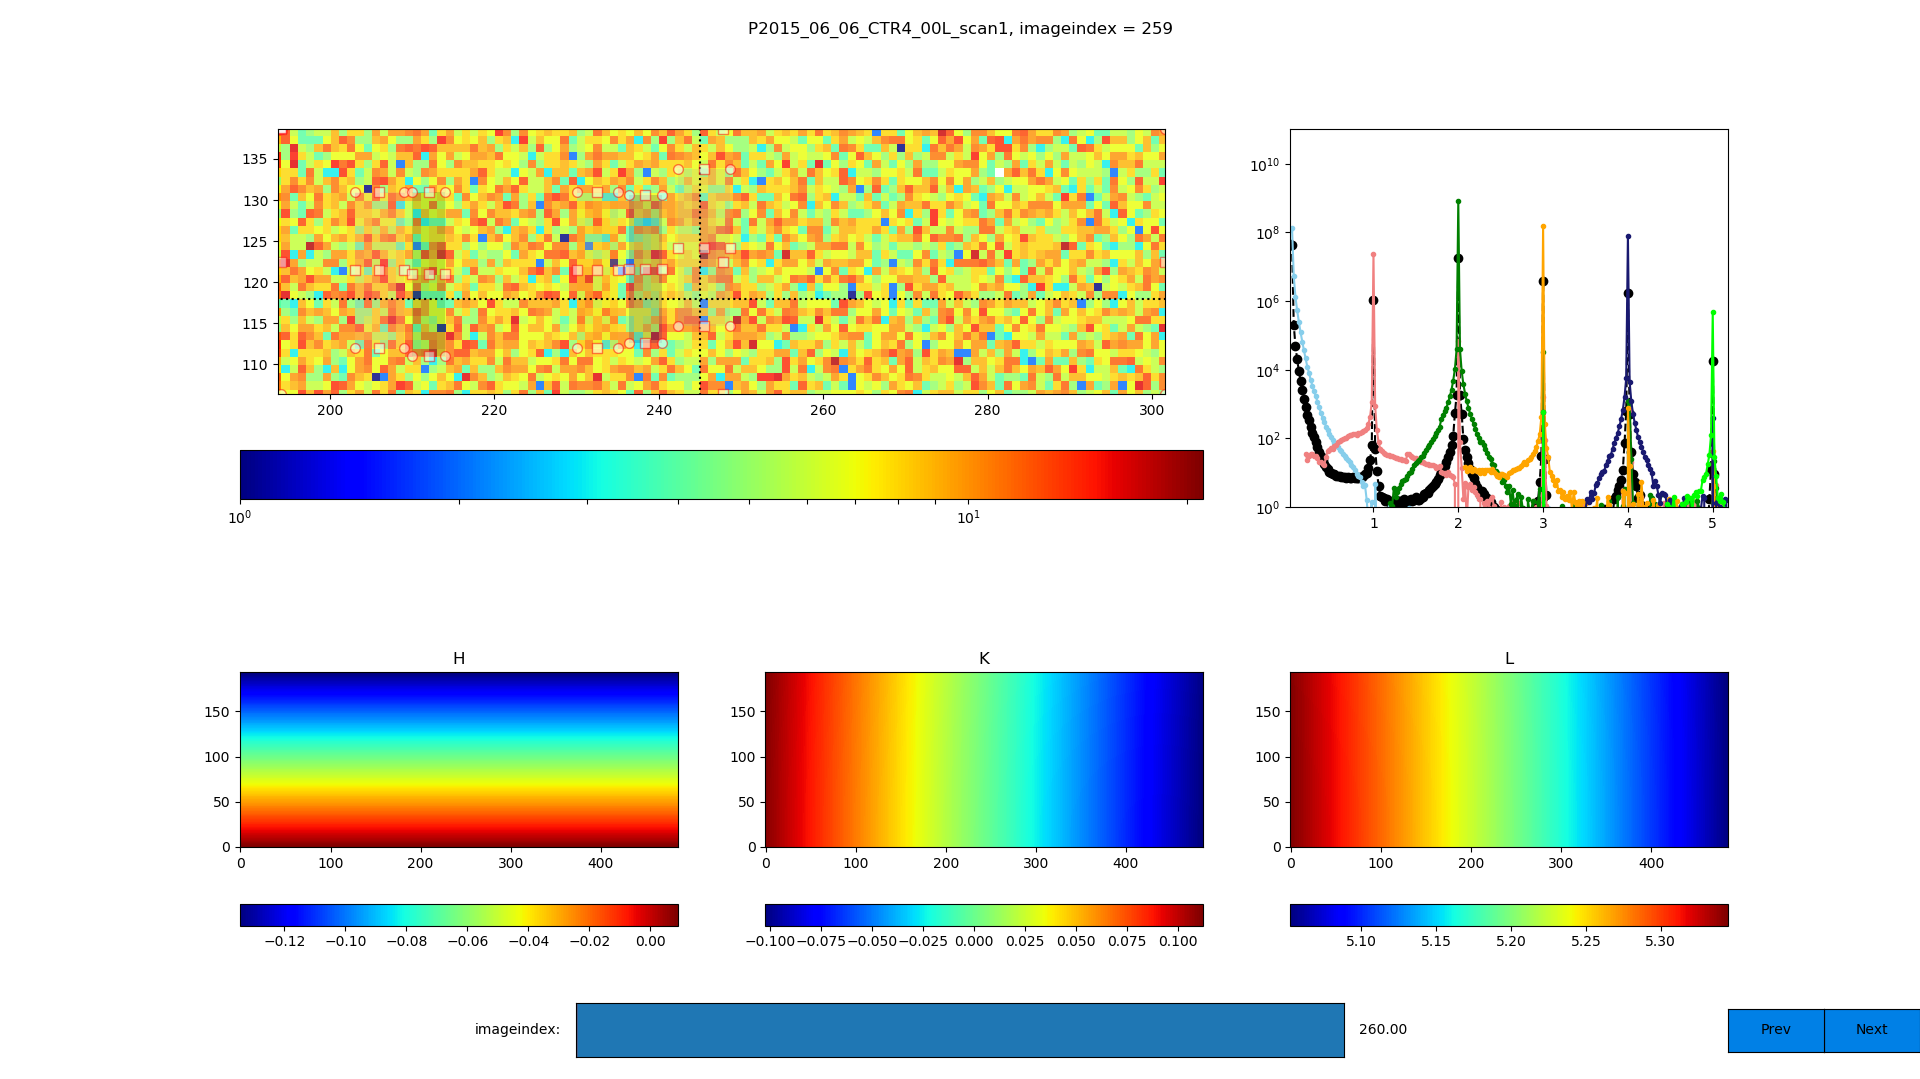 P2015_06_06_CTR4_00L_scan1, imageindex = 259
135
130
125
120
115
110
200 220 240 260 280 300
10⁰ 10¹
10¹⁰
10⁸
10⁶
10⁴
10²
10⁰
1 2 3 4 5
H
150
100
50
0
0 100 200 300 400
−0.12 −0.10 −0.08 −0.06 −0.04 −0.02 0.00
K
150
100
50
0
0 100 200 300 400
−0.100 −0.075 −0.050 −0.025 0.000 0.025 0.050 0.075 0.100
L
150
100
50
0
0 100 200 300 400
5.10 5.15 5.20 5.25 5.30
imageindex: 260.00
Prev Next